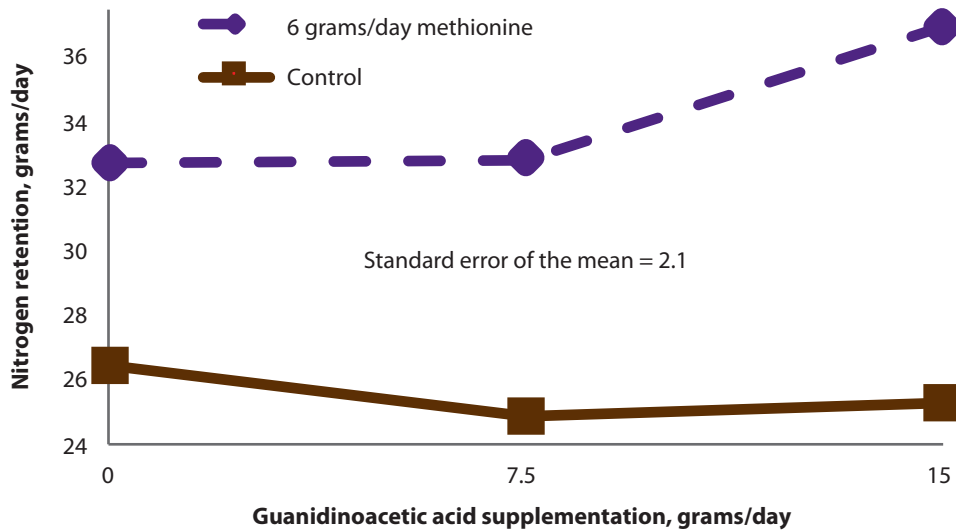 6 grams/day methionine
Control
Nitrogen retention, grams/day
36
34
32
30
28
26
24
Standard error of the mean = 2.1
0
7.5
15
Guanidinoacetic acid supplementation, grams/day